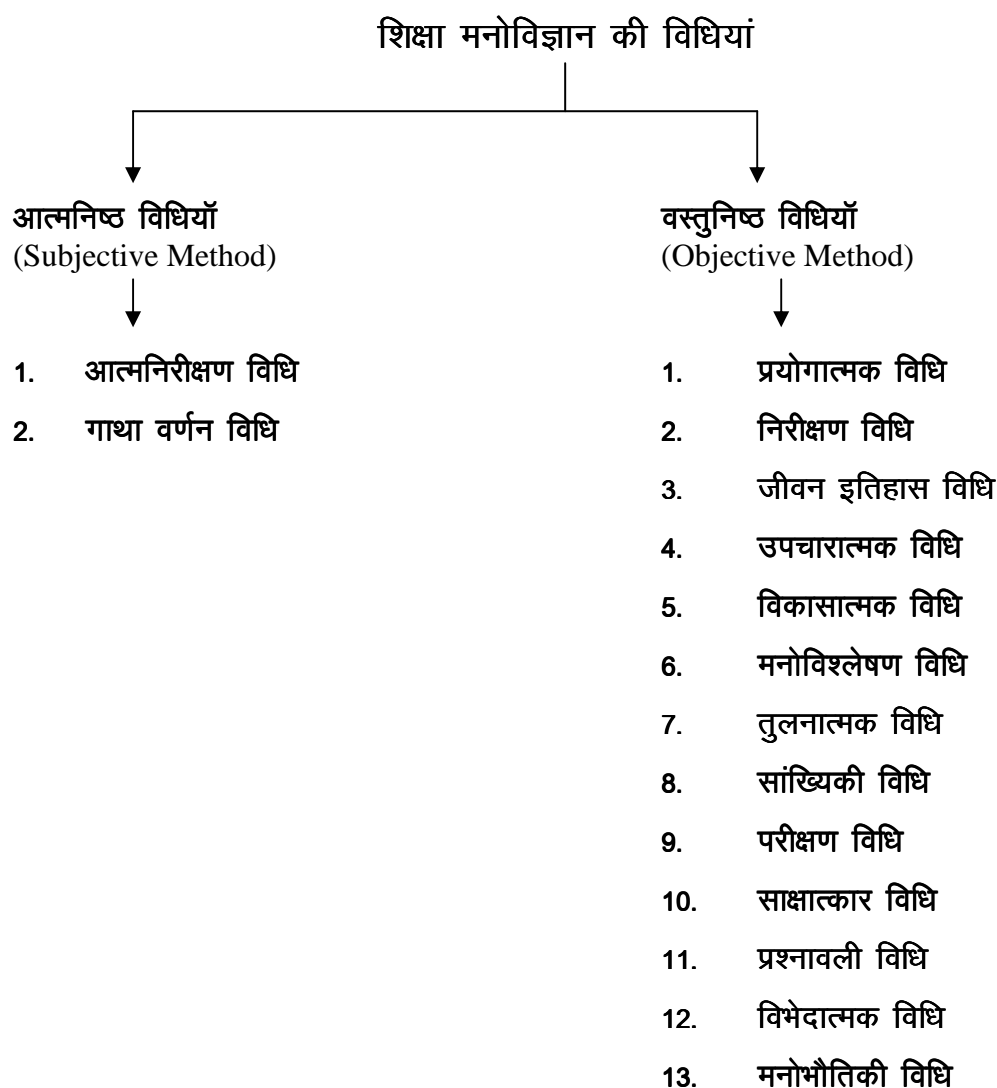 शिक्षा मनोविज्ञान की विधियां
आत्मनिष्ठ विधियॉ
(Subjective Method)
1. आत्मनिरीक्षण विधि
2. गाथा वर्णन विधि
वस्तुनिष्ठ विधियॉ
(Objective Method)
1. प्रयोगात्मक विधि
2. निरीक्षण विधि
3. जीवन इतिहास विधि
4. उपचारात्मक विधि
5. विकासात्मक विधि
6. मनोविश्लेषण विधि
7. तुलनात्मक विधि
8. सांख्यिकी विधि
9. परीक्षण विधि
10. साक्षात्कार विधि
11. प्रश्नावली विधि
12. विभेदात्मक विधि
13. मनोभौतिकी विधि